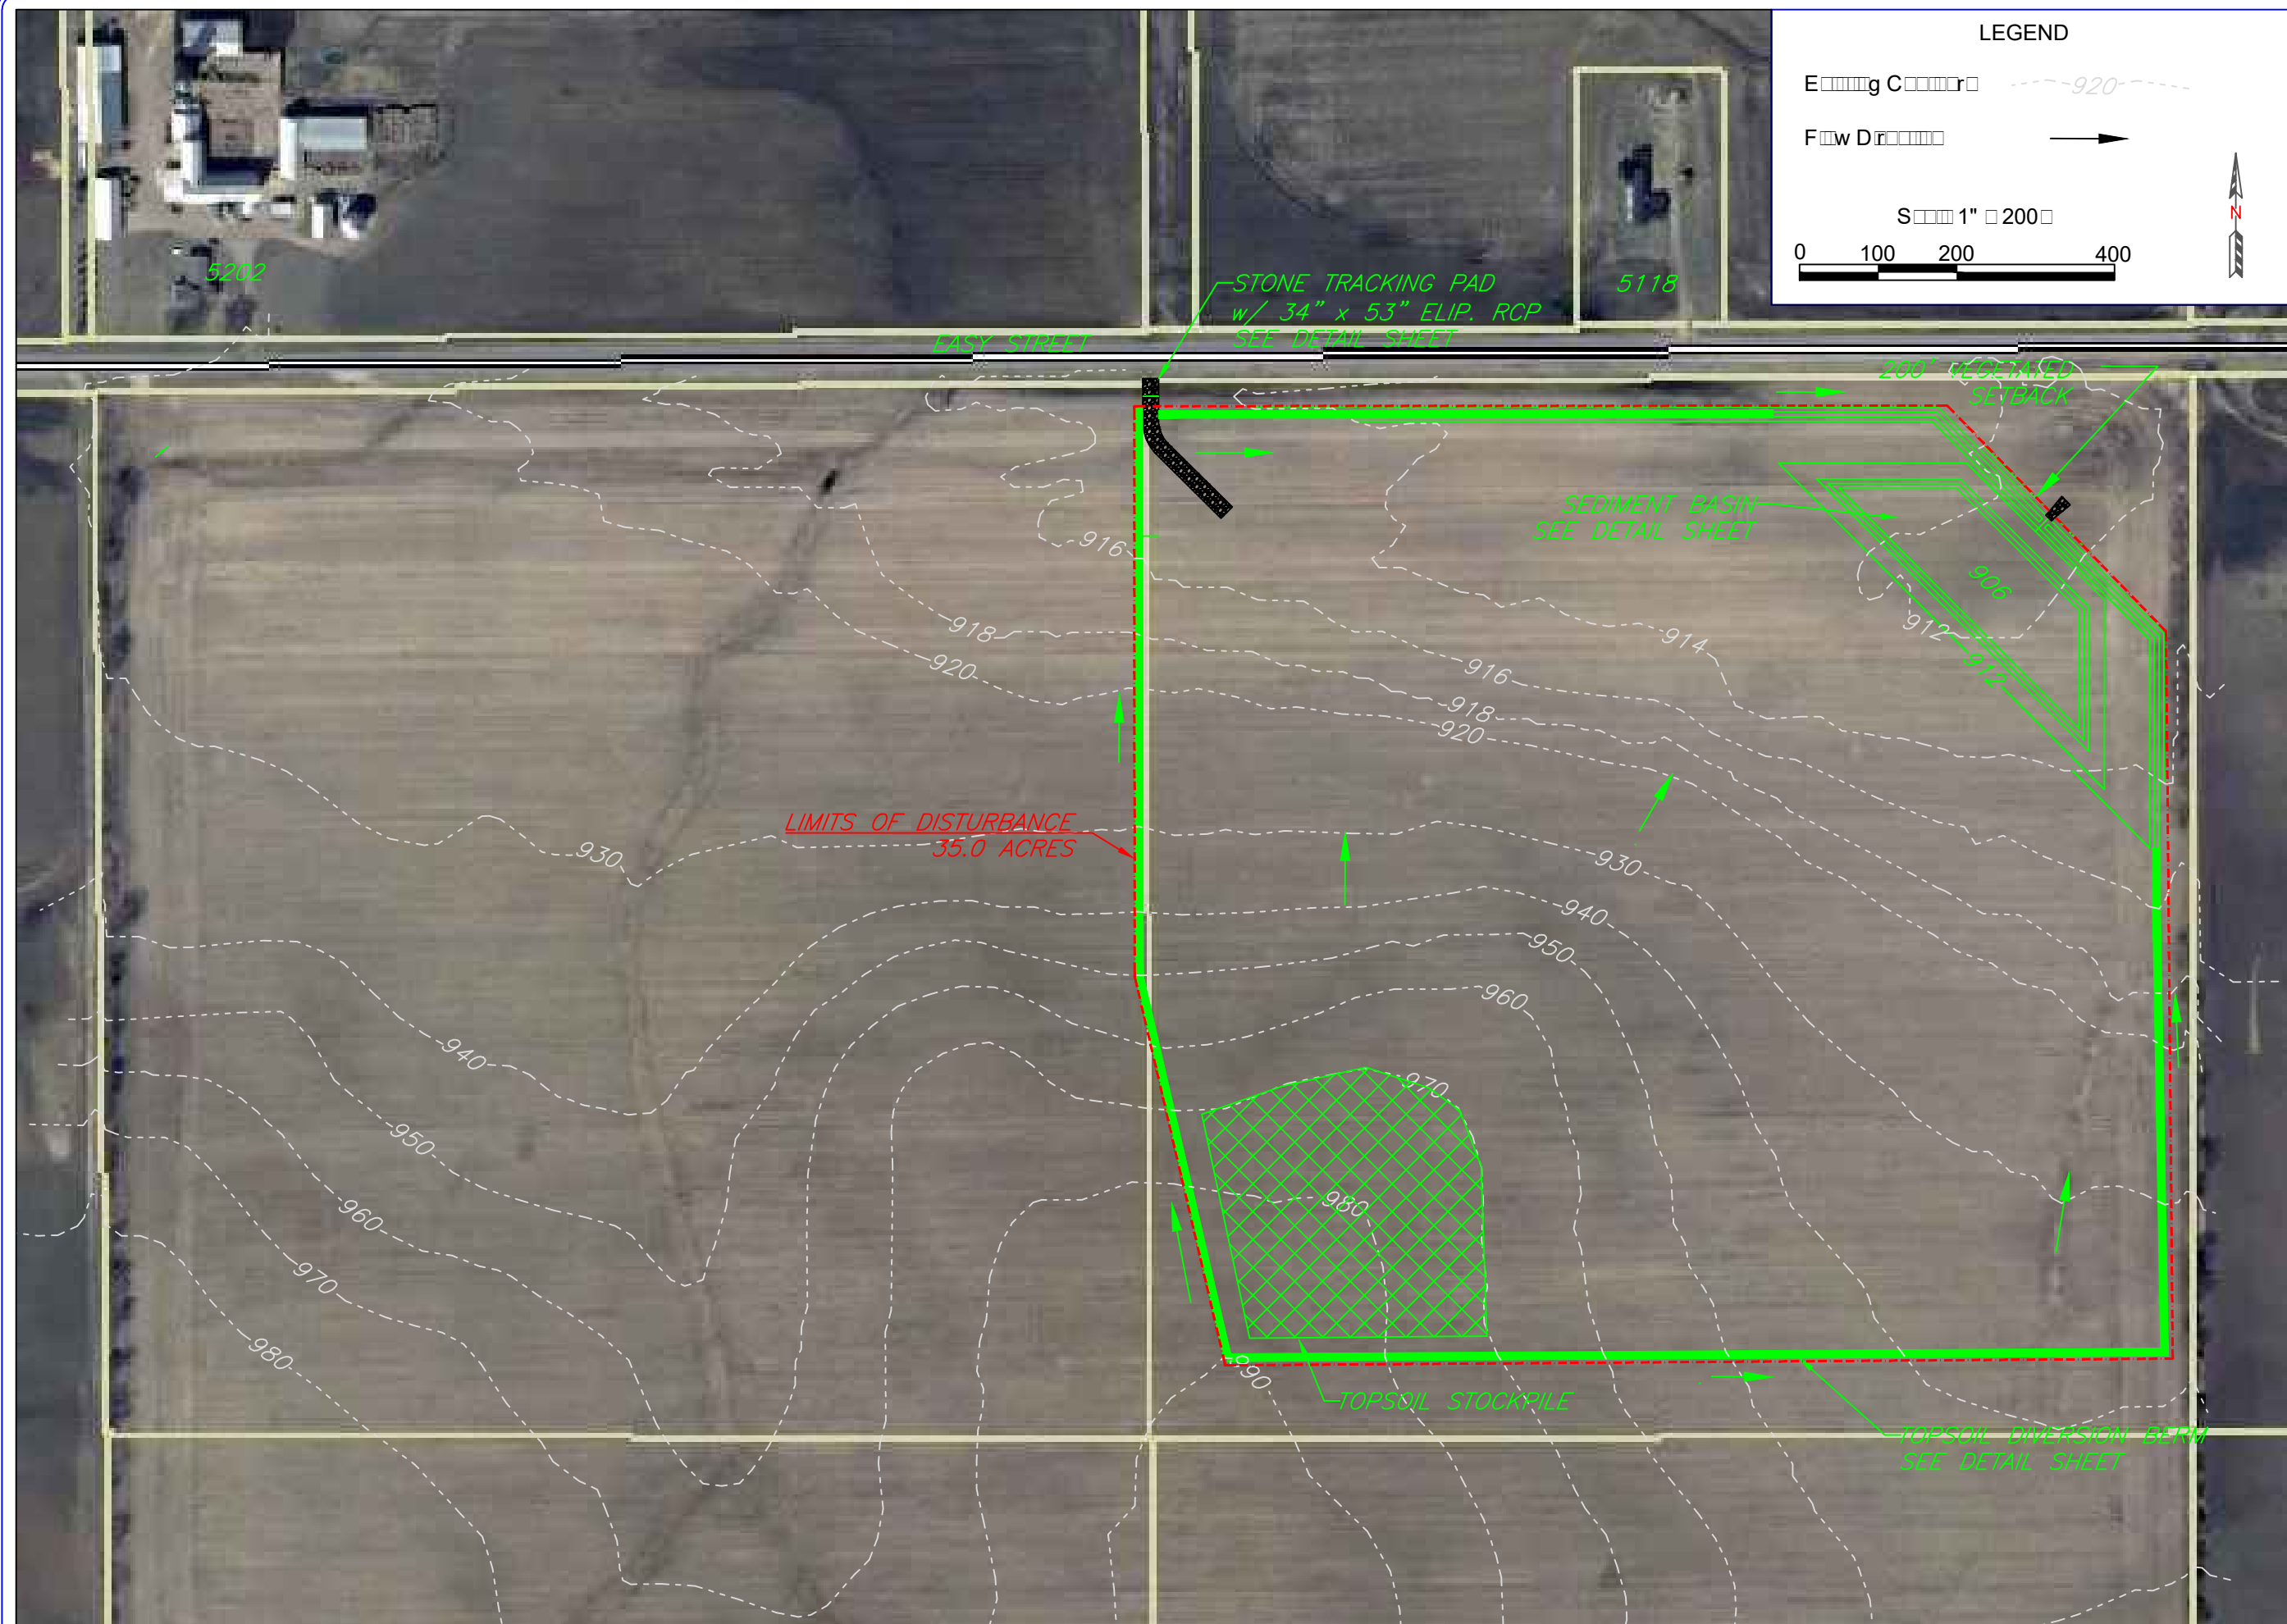 LEGEND
920
1" 200
0 100 200 400
N
5202
STONE TRACKING PAD
w/ 34" x 53" ELIP. RCP
SEE DETAIL SHEET
5118
EASY STREET
200' VEGETATED
SETBACK
SEDIMENT BASIN
SEE DETAIL SHEET
916
906
912
912
918
914
920
916
918
920
LIMITS OF DISTURBANCE
35.0 ACRES
930
930
940
950
960
940
970
950
960
980
970
980
990
TOPSOIL STOCKPILE
TOPSOIL DIVERSION BERM
SEE DETAIL SHEET